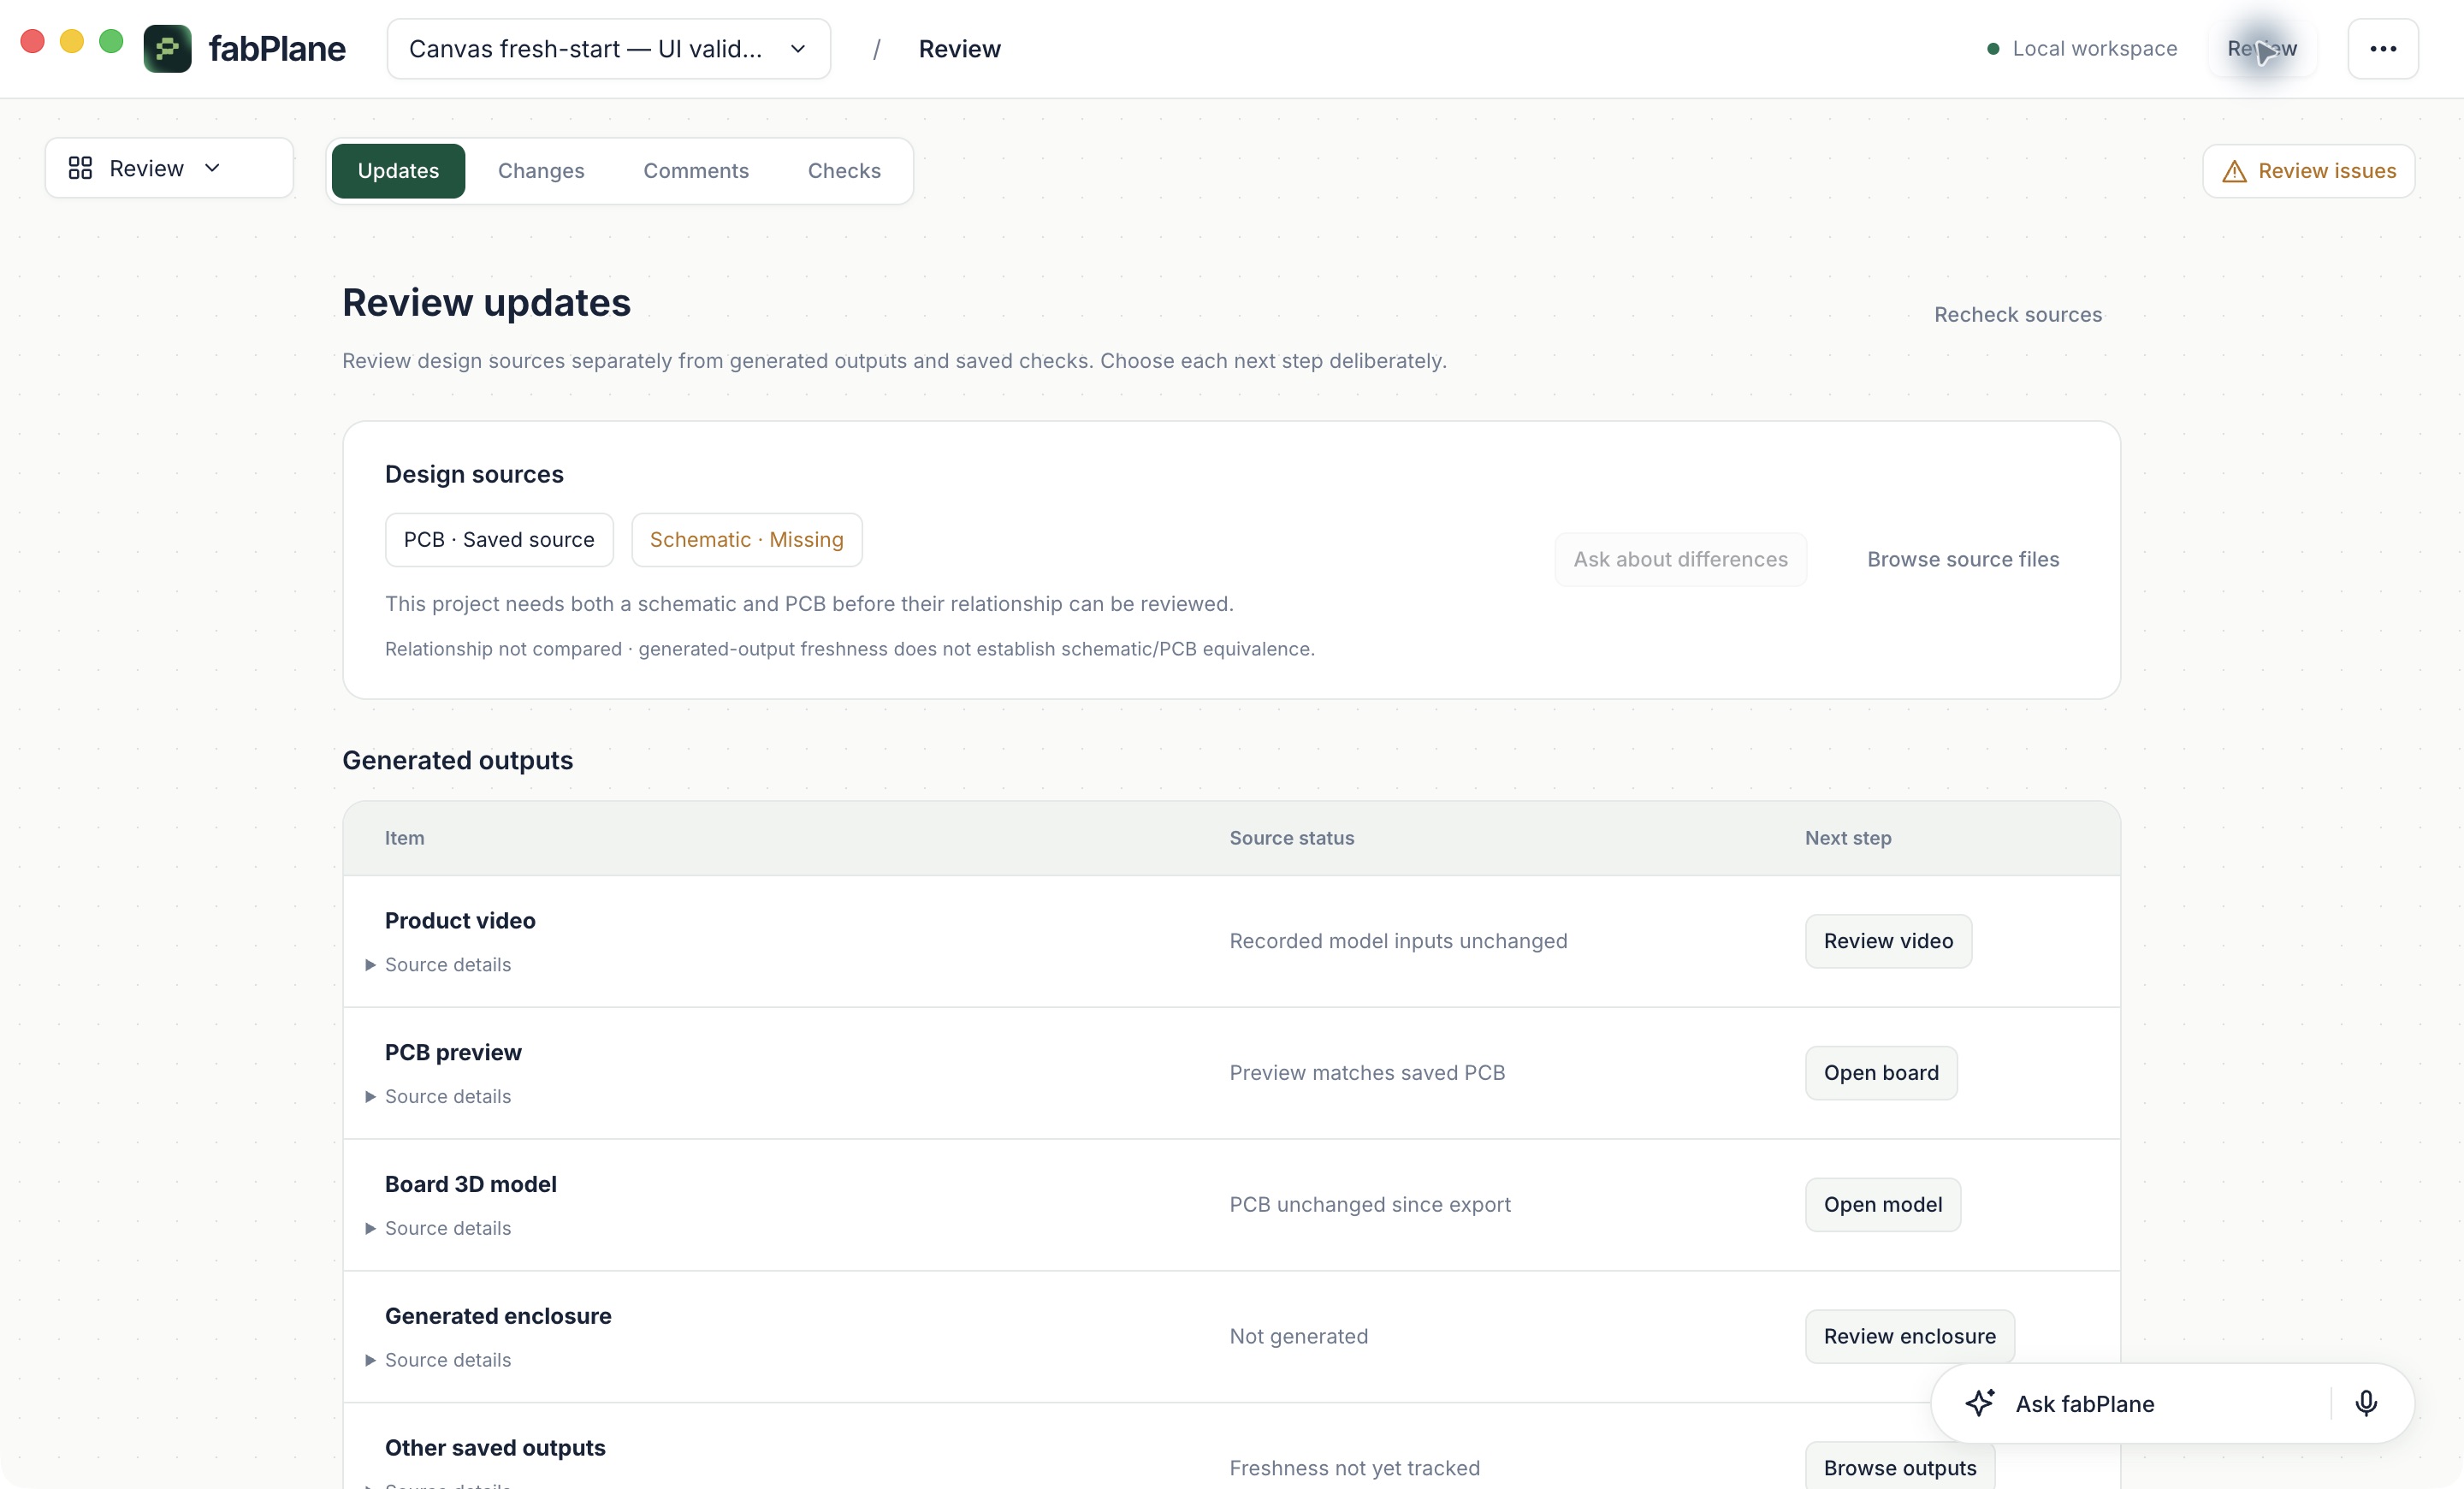 fabPlane
Canvas fresh-start — UI valid...
/
Review
Local workspace
Review
Review
Updates
Changes
Comments
Checks
Review issues
Review updates
Recheck sources
Review design sources separately from generated outputs and saved checks. Choose each next step deliberately.
Design sources
PCB · Saved source
Schematic · Missing
Ask about differences
Browse source files
This project needs both a schematic and PCB before their relationship can be reviewed.
Relationship not compared · generated-output freshness does not establish schematic/PCB equivalence.
Generated outputs
Item
Source status
Next step
Product video
Source details
Recorded model inputs unchanged
Review video
PCB preview
Source details
Preview matches saved PCB
Open board
Board 3D model
Source details
PCB unchanged since export
Open model
Generated enclosure
Source details
Not generated
Review enclosure
Ask fabPlane
Other saved outputs
Freshness not yet tracked
Browse outputs